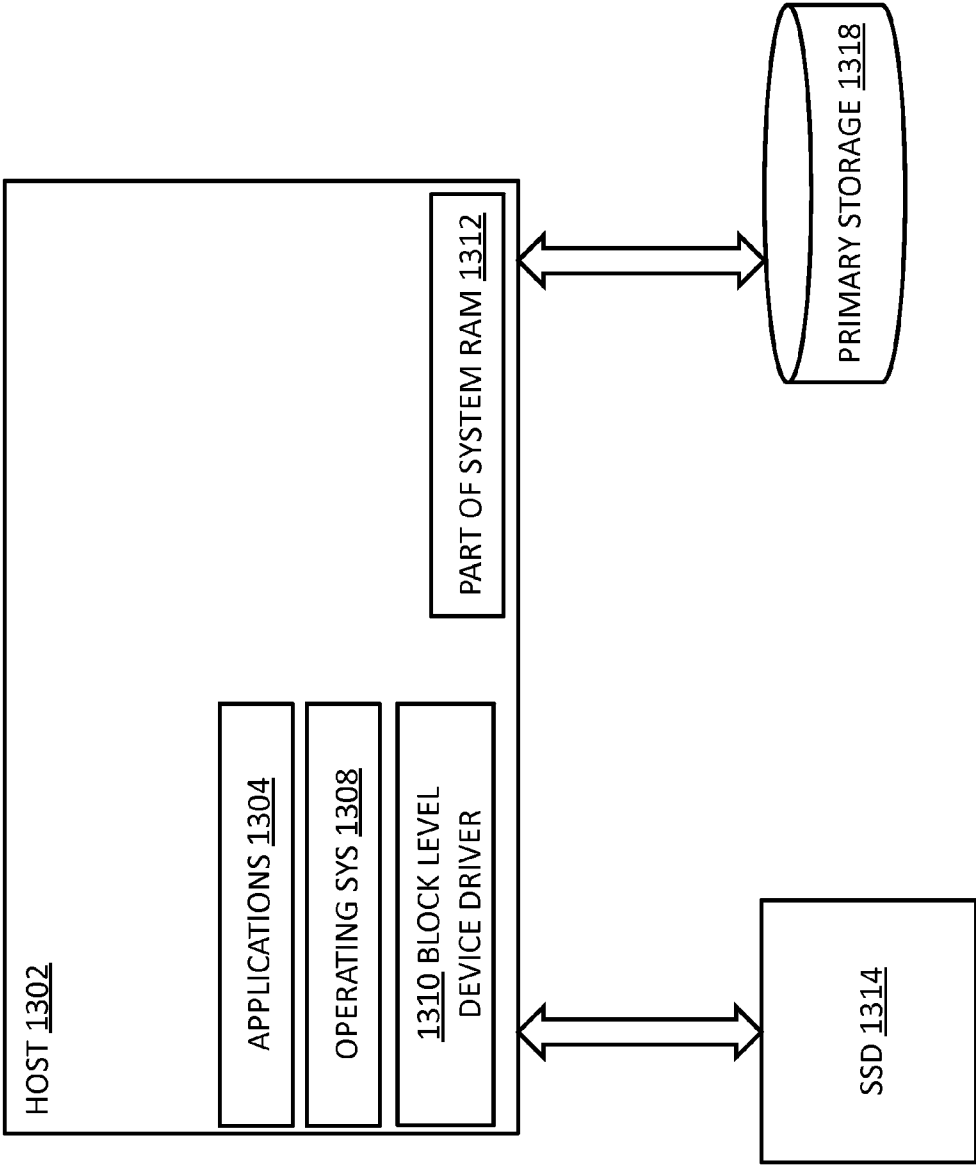 HOST 1302
APPLICATIONS 1304
OPERATING SYS 1308
1310 BLOCK LEVEL
DEVICE DRIVER
PART OF SYSTEM RAM 1312
SSD 1314
PRIMARY STORAGE 1318